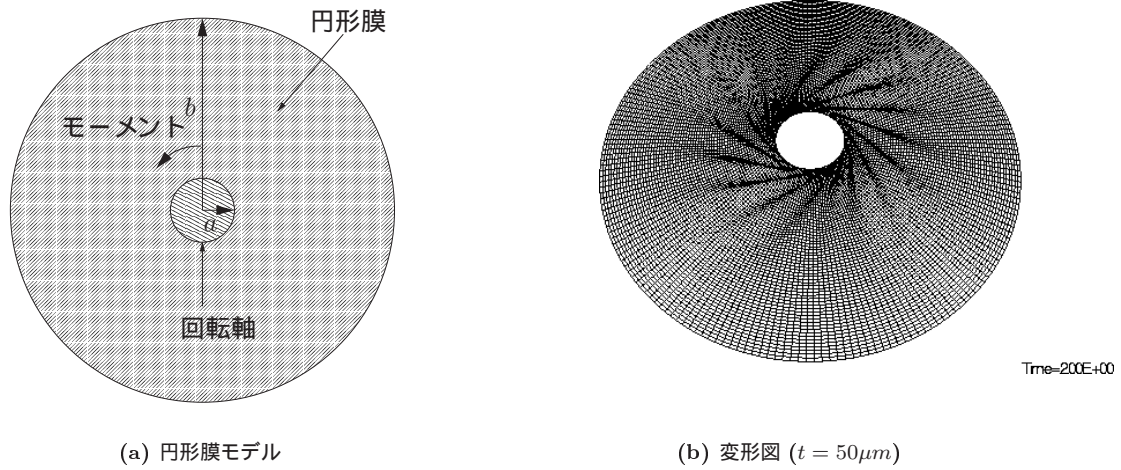 円形膜
b
モーメント
a
回転軸
Time=200E+00
(a) 円形膜モデル
(b) 変形図 (t = 50μm)